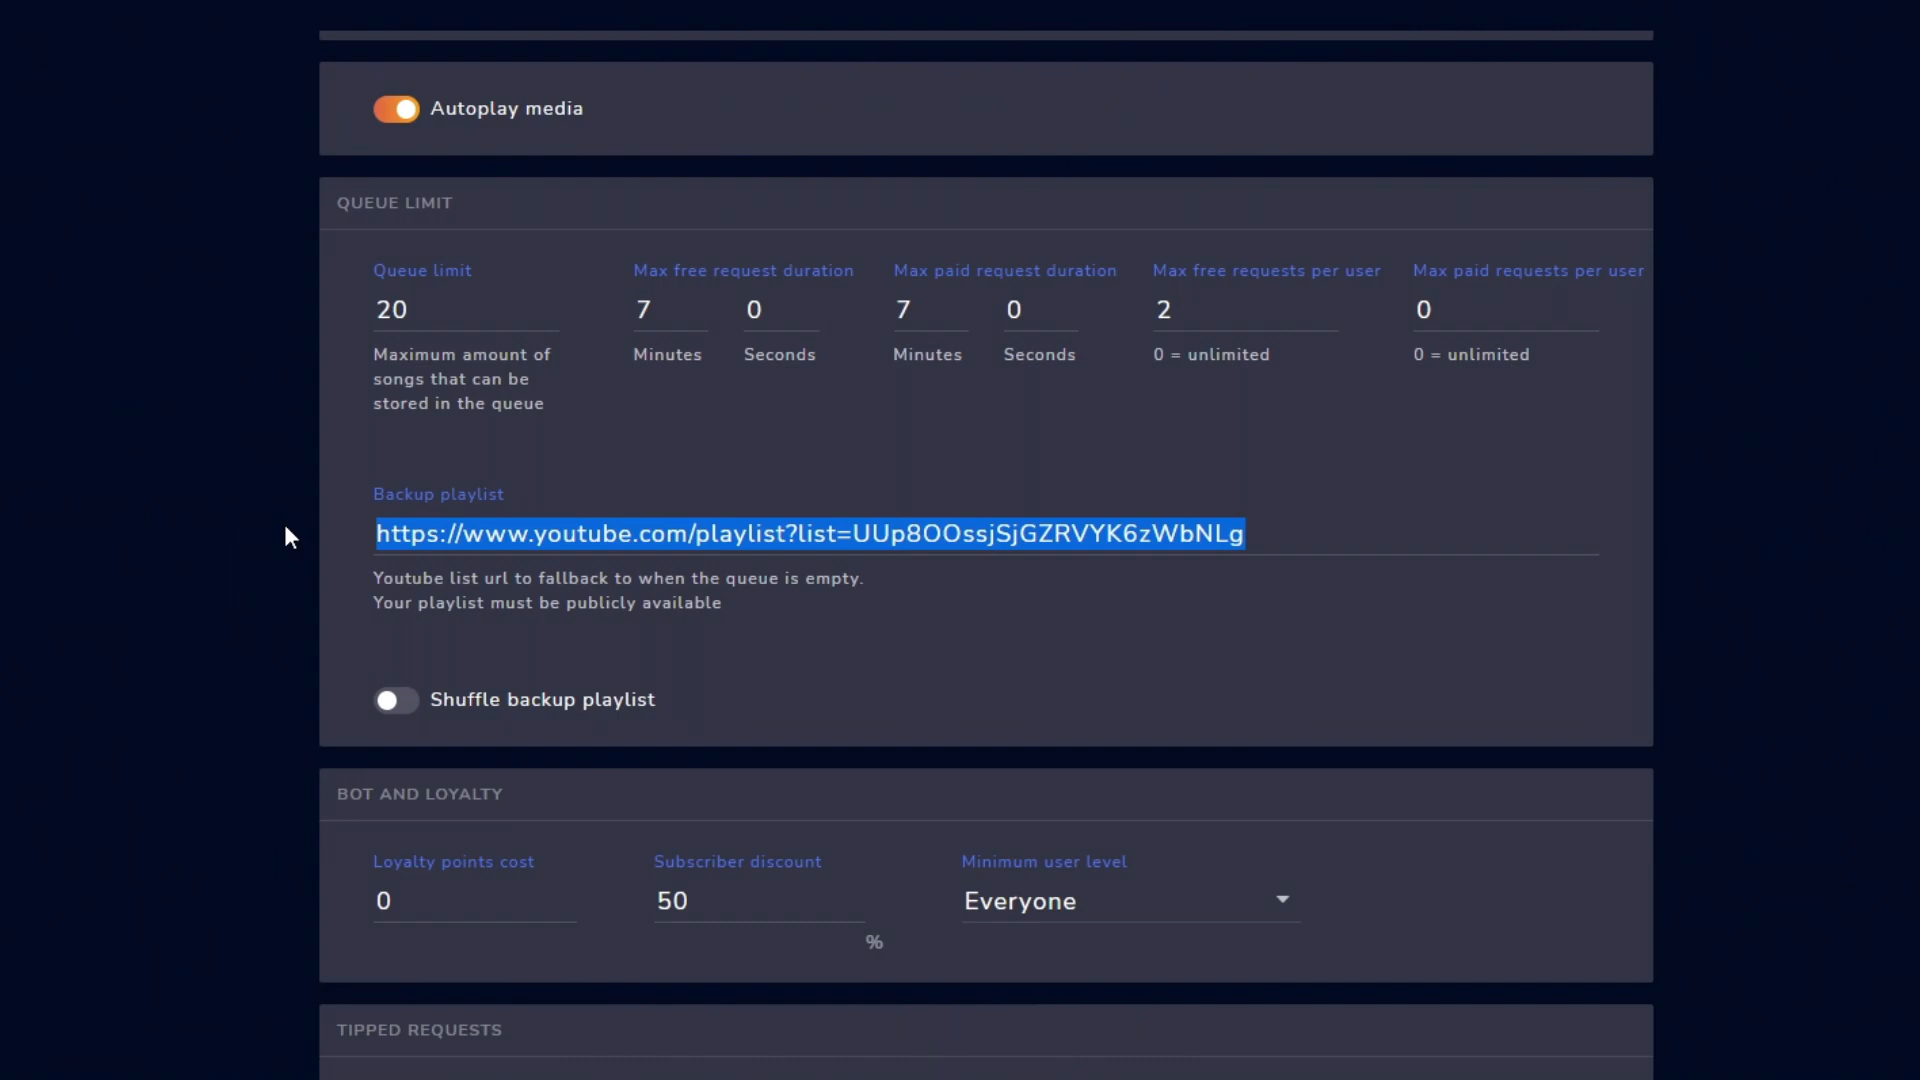 Autoplay media
QUEUE LIMIT
Queue limit
20
Maximum amount of
songs that can be
stored in the queue
Max free request duration
7 0
Minutes Seconds
Max paid request duration
7 0
Minutes Seconds
Max free requests per user
2
0 = unlimited
Max paid requests per user
0
0 = unlimited
Backup playlist
https://www.youtube.com/playlist?list=UUp8OOssjSjGZRVYK6zWbNLg
Youtube list url to fallback to when the queue is empty.
Your playlist must be publicly available
Shuffle backup playlist
BOT AND LOYALTY
Loyalty points cost
0
Subscriber discount
50
%
Minimum user level
Everyone
TIPPED REQUESTS